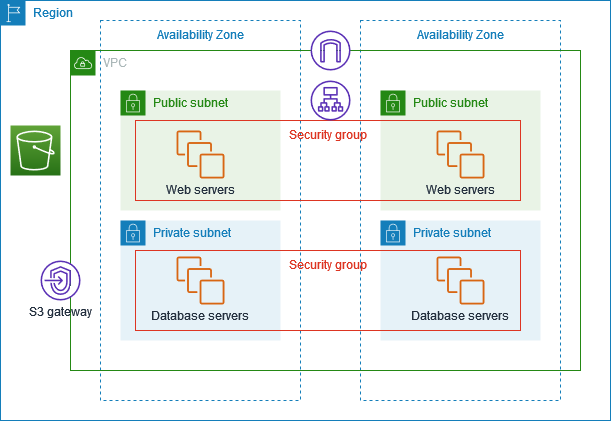 Region
Availability Zone
Availability Zone
VPC
Public subnet
Public subnet
Security group
Web servers
Web servers
Private subnet
Private subnet
Security group
S3 gateway
Database servers
Database servers